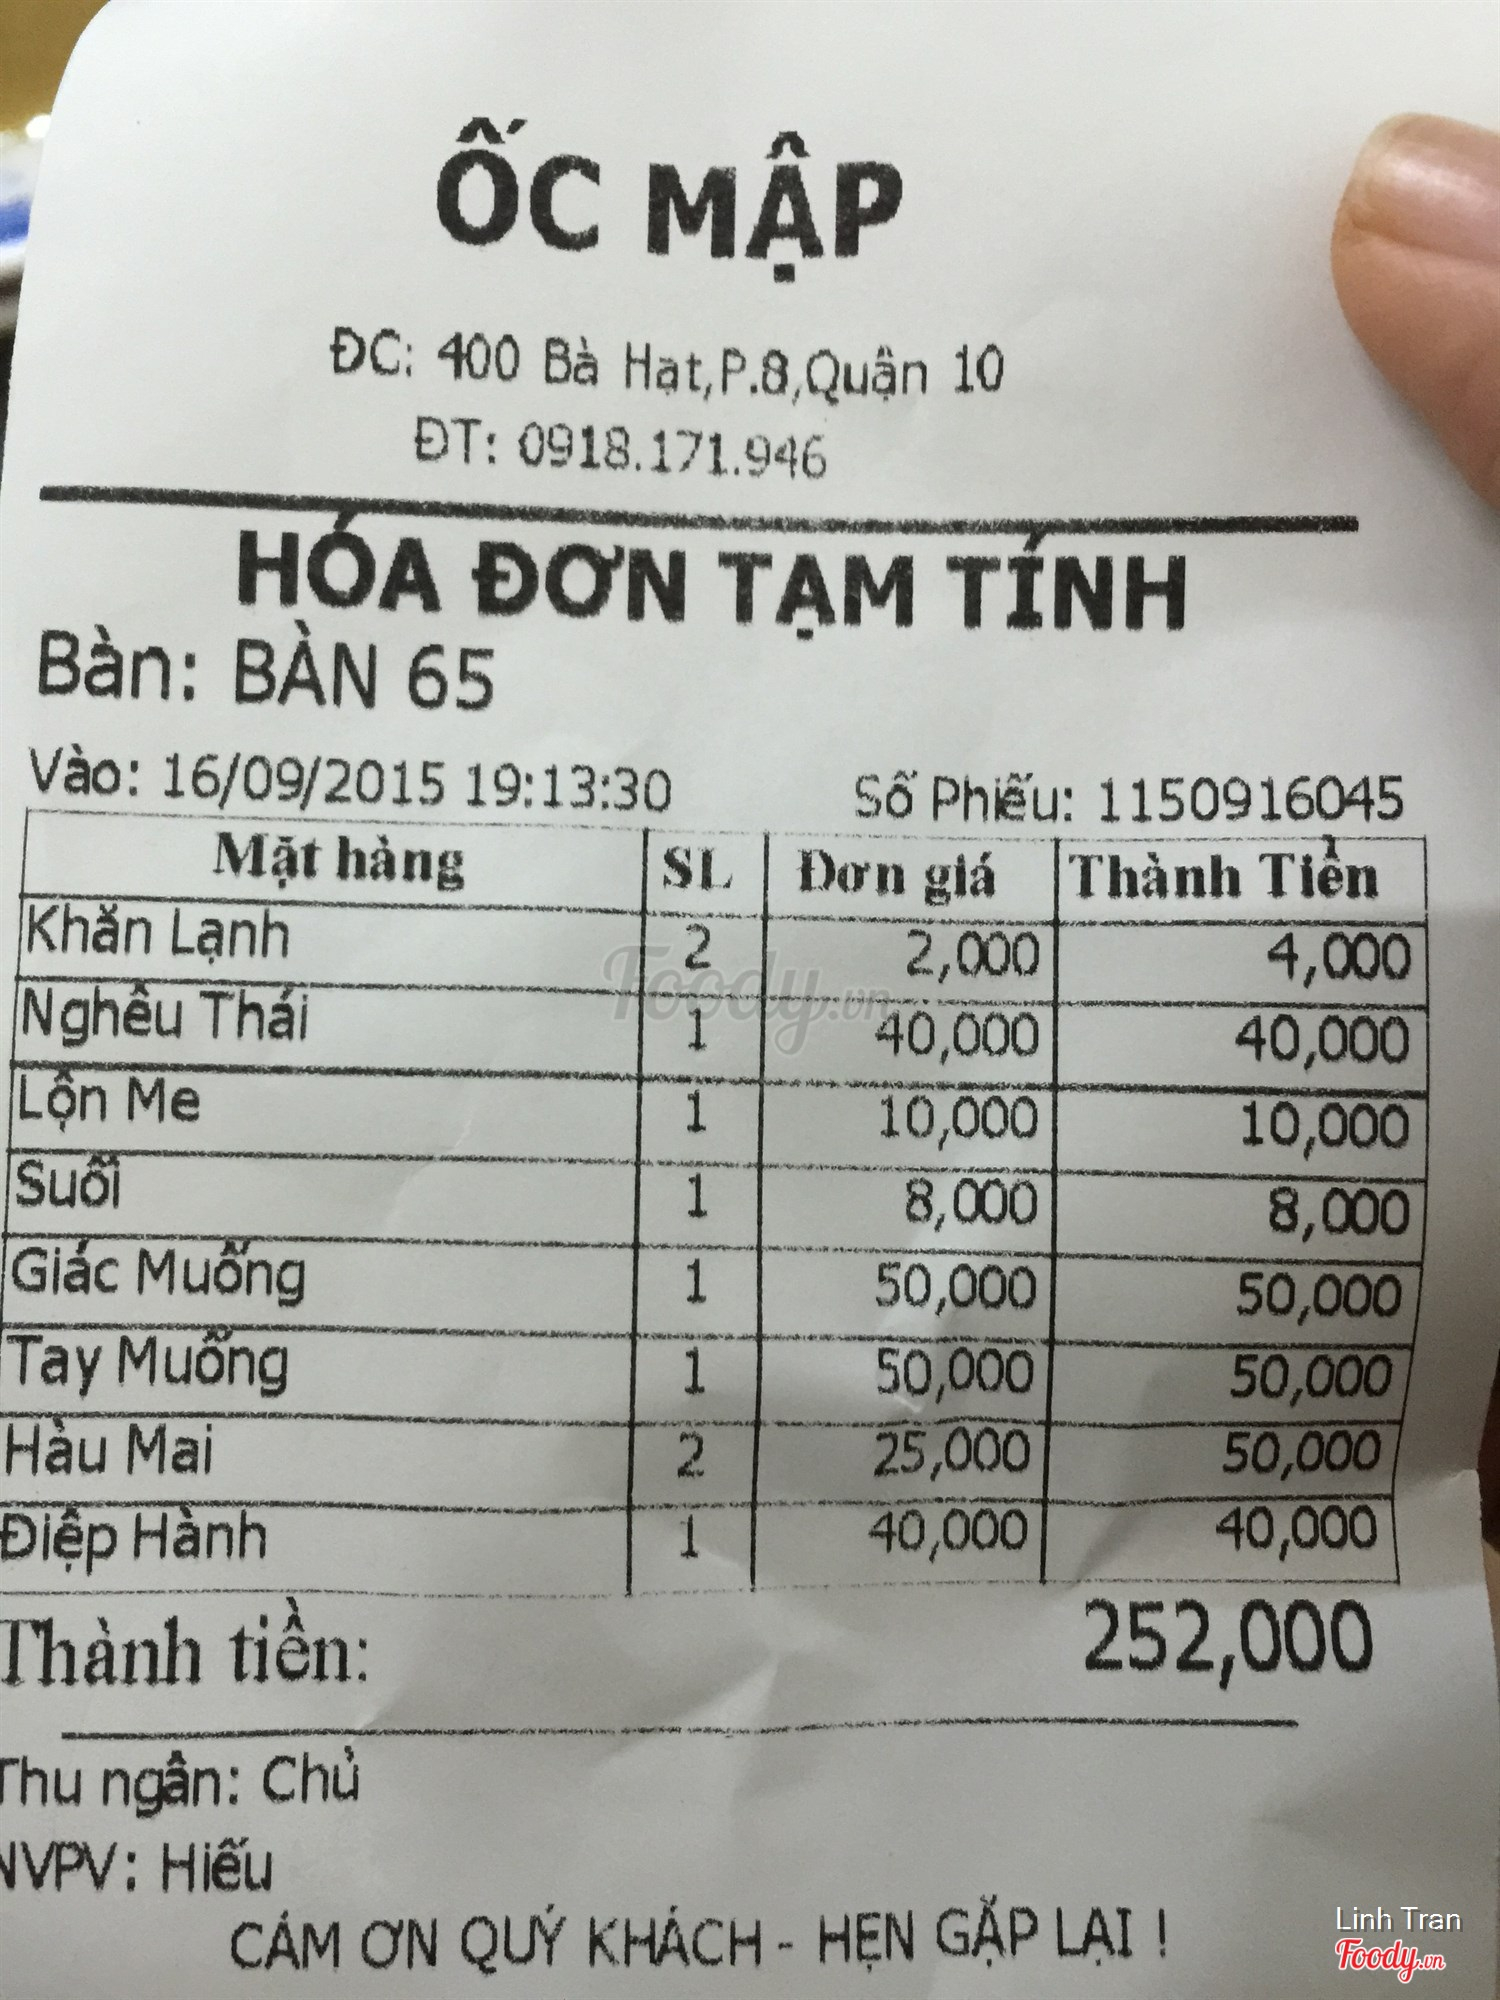 ỐC MẬP
ĐC: 400 Bà Hạt,P.8,Quận 10
ĐT: 0918.171.946
HÓA ĐƠN TẠM TÍNH
Bàn: BÀN 65
Vào: 16/09/2015 19:13:30 Số Phiếu: 1150916045
Mặt hàng SL Đơn giá Thành Tiền
Khăn Lạnh 2 2,000 4,000
Nghêu Thái 1 40,000 40,000
Lộn Me 1 10,000 10,000
Suối 1 8,000 8,000
Giác Muống 1 50,000 50,000
Tay Muống 1 50,000 50,000
Hàu Mai 2 25,000 50,000
Điệp Hành 1 40,000 40,000
Thành tiền: 252,000
Thu ngân: Chủ
NVPV: Hiếu
CÁM ƠN QUÝ KHÁCH - HẸN GẶP LẠI !
Foody.vn
Linh Tran
Foody.vn